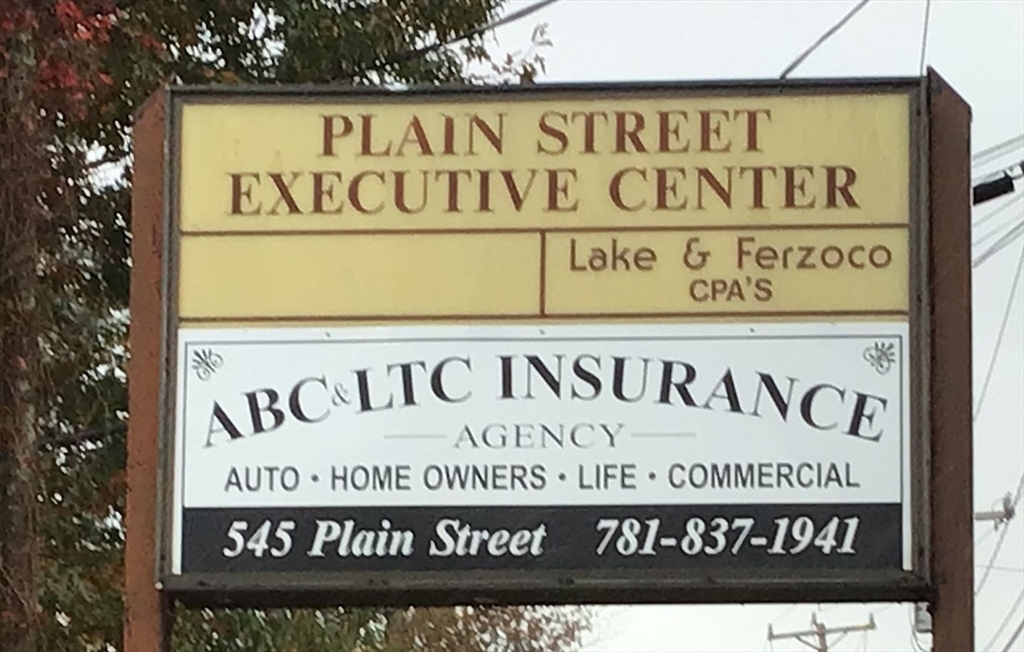 PLAIN STREET
EXECUTIVE CENTER
Lake & Ferzoco
CPA'S
ABC & LTC INSURANCE
AGENCY
AUTO • HOME OWNERS • LIFE • COMMERCIAL
545 Plain Street 781-837-1941